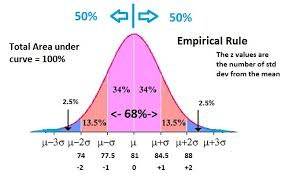 50% 50%
Total Area under
curve = 100%
Empirical Rule
The z values are
the number of std
dev from the mean
34% 34%
2.5% 2.5%
<- 68%->
13.5% 13.5%
μ-3σ μ-2σ μ-σ μ μ+σ μ+2σ μ+3σ
74 77.5 81 84.5 88
-2 -1 0 +1 +2